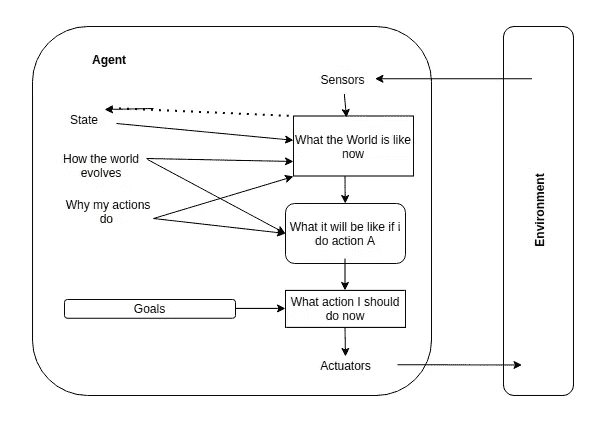 Agent
Sensors
State
What the World is like
now
How the world
evolves
Why my actions
do
What it will be like if i
do action A
Goals
What action I should
do now
Actuators
Environment